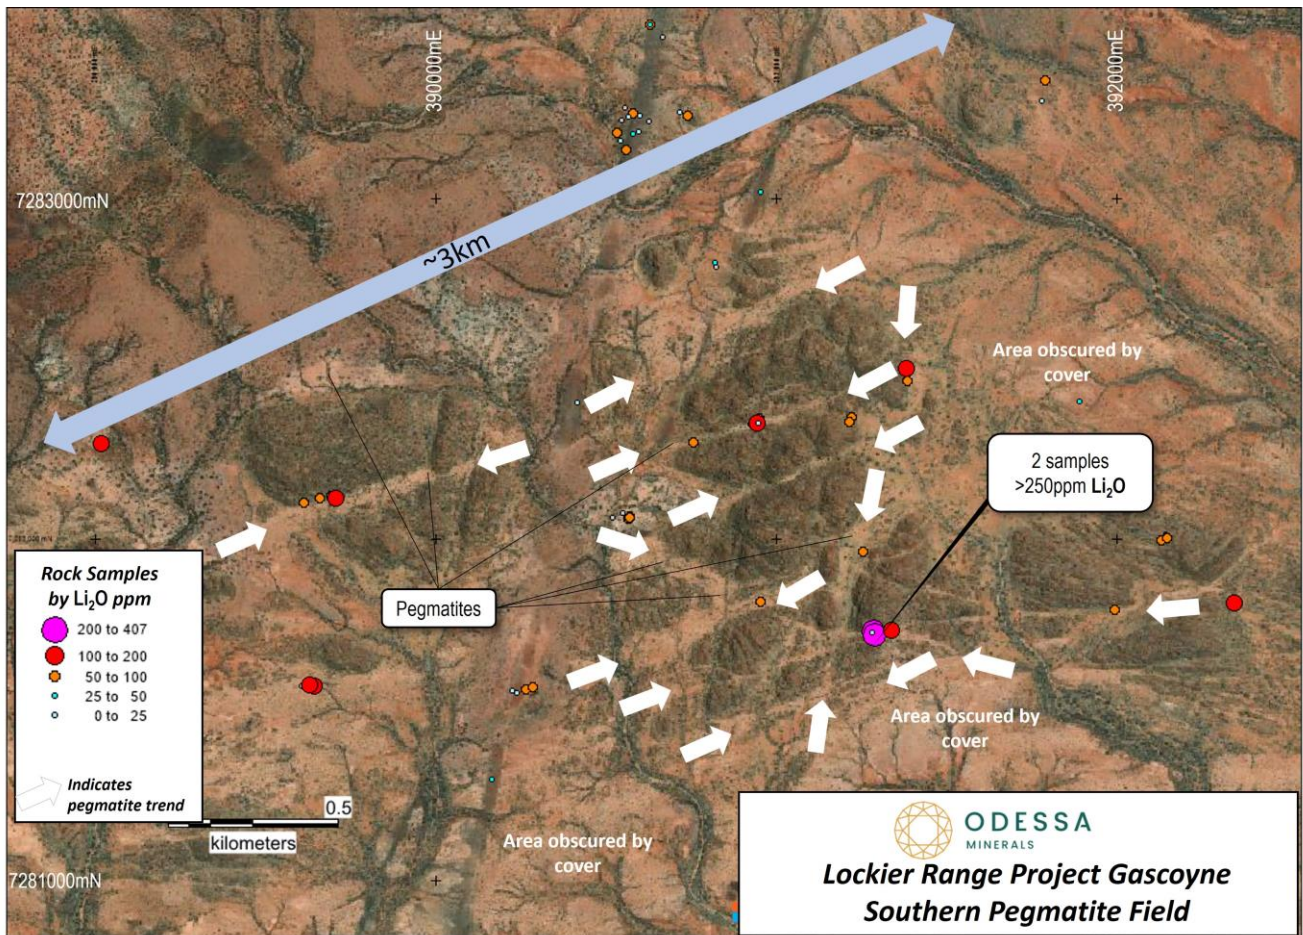 390000mE
392000mE
7283000mN
~3km
Area obscured by
cover
2 samples
>250ppm Li₂O
Rock Samples
by Li₂O ppm
200 to 407
100 to 200
50 to 100
25 to 50
0 to 25
Indicates
pegmatite trend
Pegmatites
Area obscured by
cover
0.5
kilometers
Area obscured by
cover
7281000mN
ODESSA
MINERALS
Lockier Range Project Gascoyne
Southern Pegmatite Field